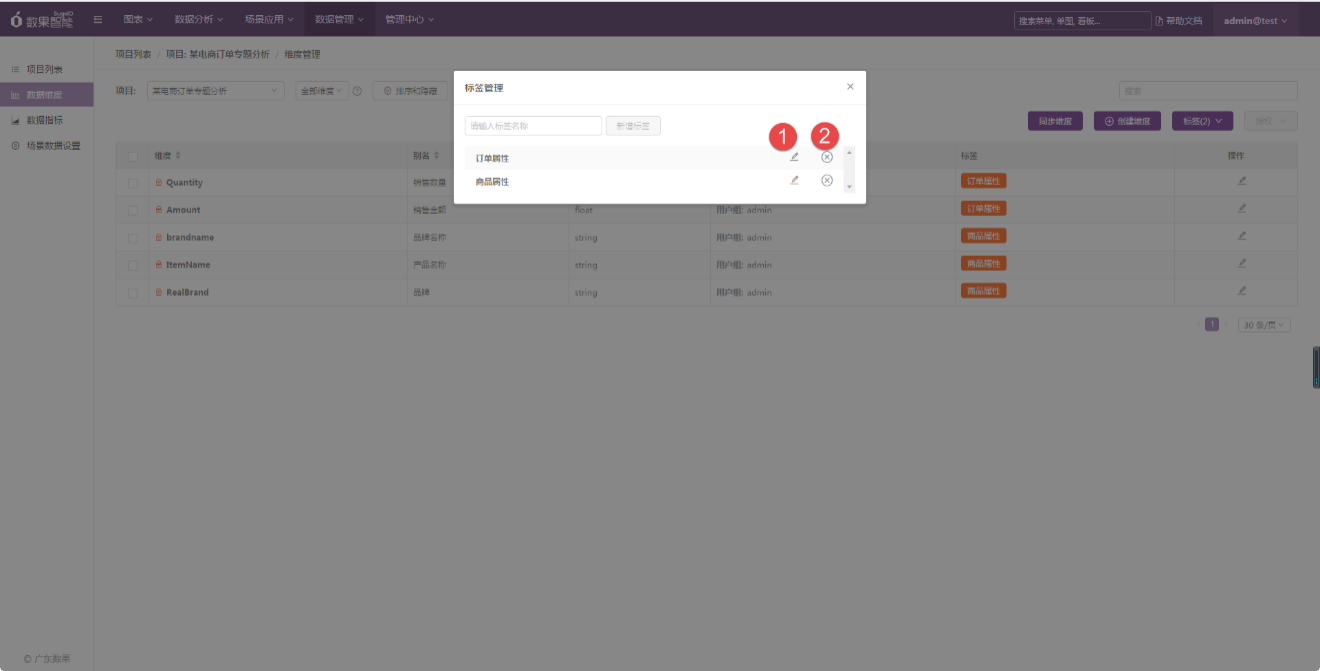 数果智能 SugoIO 图表 数据分析 场景应用 数据管理 管理中心 搜索菜单, 单图, 看板... 帮助文档 admin@test
项目列表 / 项目: 某电商订单专题分析 / 维度管理
项目列表
数据维度
数据指标
场景数据设置
项目: 某电商订单专题分析 全部维度 排序和隐藏 搜索
同步维度 创建维度 标签(2) 授权
标签管理
请输入标签名称 新增标签
1 2
订单属性
商品属性
维度 别名 标签 操作
Quantity 销售数量 订单属性
Amount 销售金额 float 用户组: admin 订单属性
brandname 品牌名称 string 用户组: admin 商品属性
ItemName 产品名称 string 用户组: admin 商品属性
RealBrand 品牌 string 用户组: admin 商品属性
1 30 条/页
© 广东数果